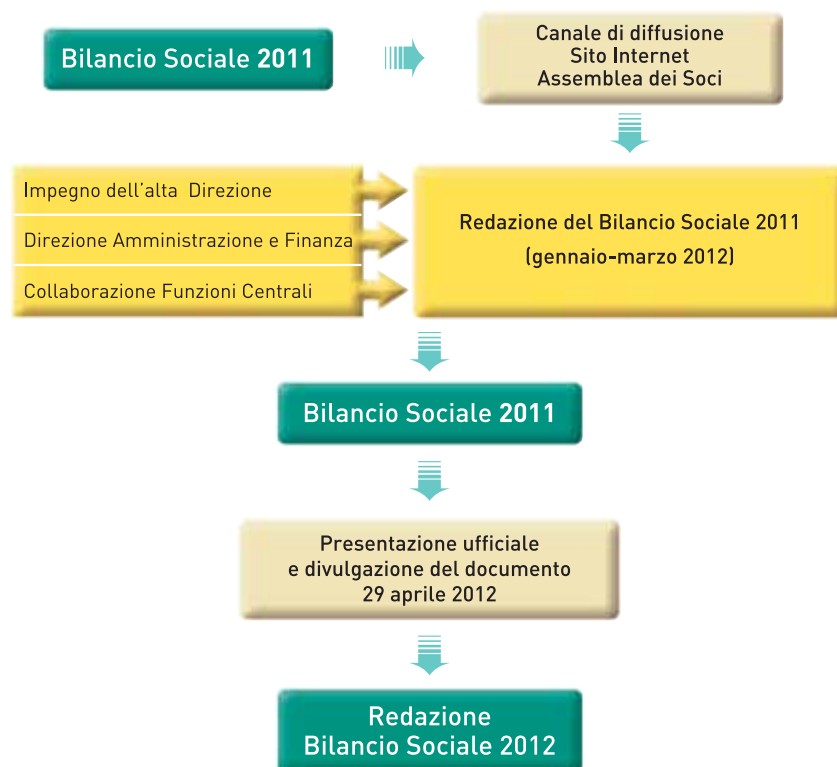 Bilancio Sociale 2011
Canale di diffusione
Sito Internet
Assemblea dei Soci
Impegno dell'alta Direzione
Direzione Amministrazione e Finanza
Collaborazione Funzioni Centrali
Redazione del Bilancio Sociale 2011
(gennaio-marzo 2012)
Bilancio Sociale 2011
Presentazione ufficiale
e divulgazione del documento
29 aprile 2012
Redazione
Bilancio Sociale 2012